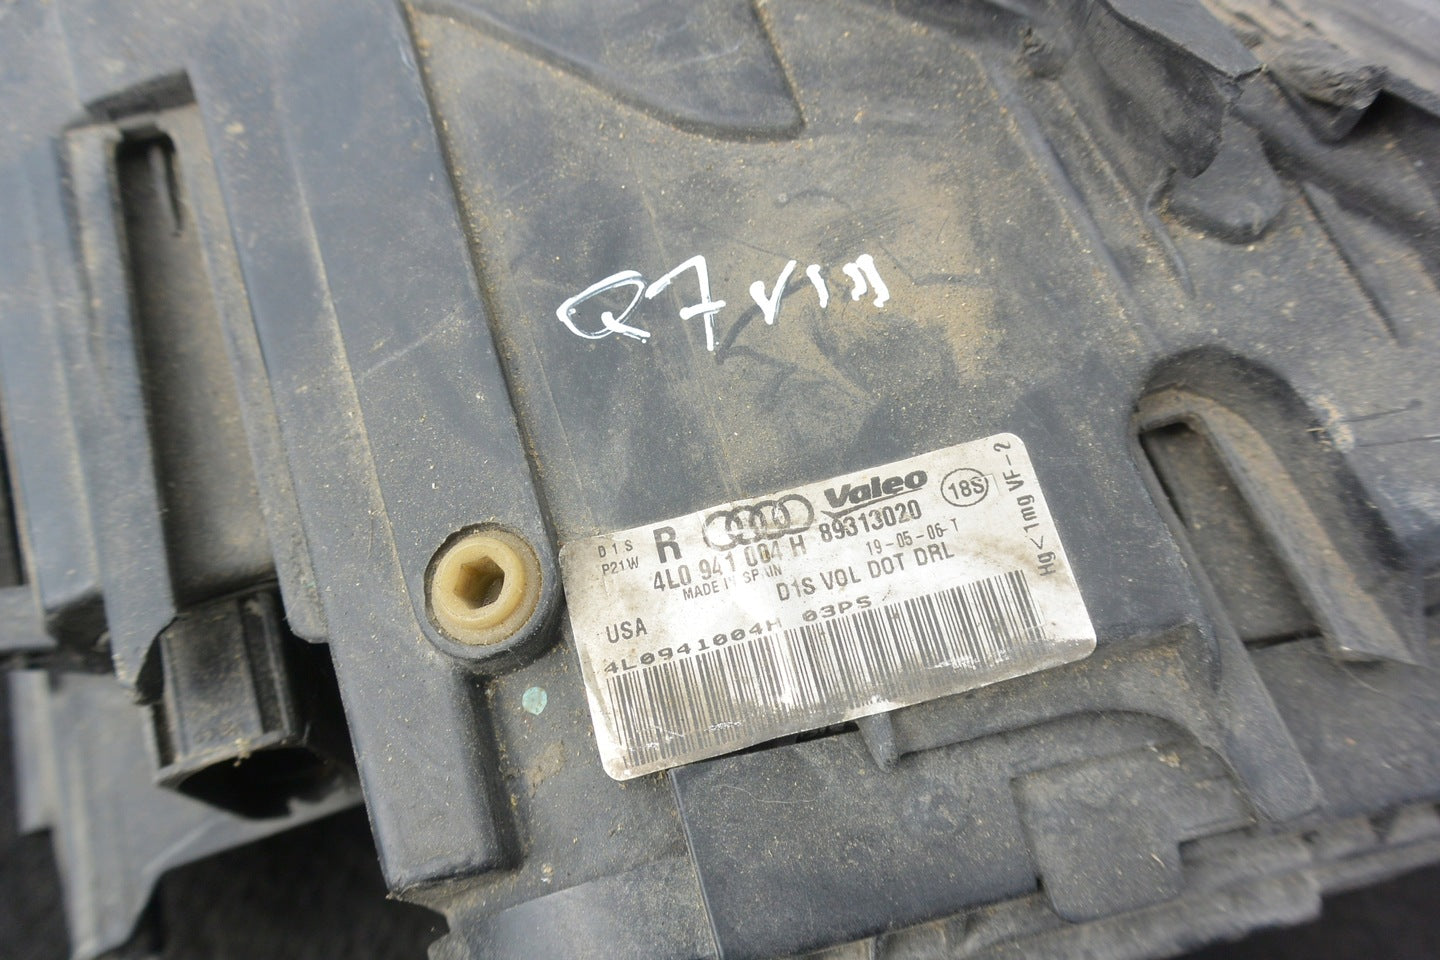 Q7
D1S
P21W
R Valeo 18S
4L0 941 004 H 89313020
MADE IN SPAIN 19-05-06-T
D1S VOL DOT DRL
USA
4L0941004H 03PS
Hg<1mg VF-2